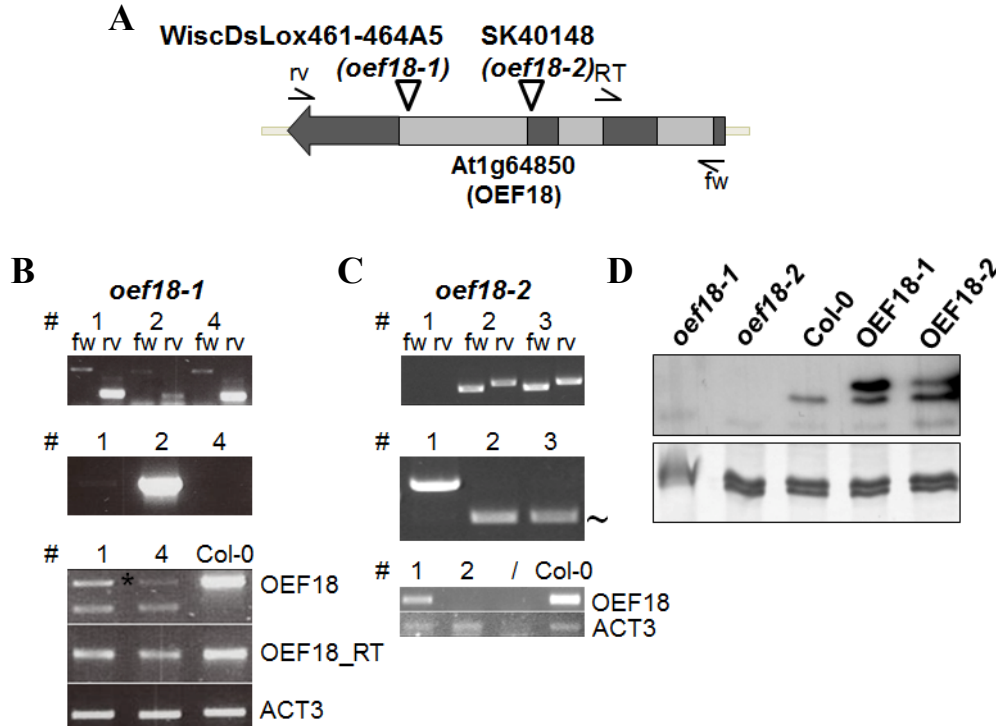 A
WiscDsLox461-464A5 SK40148
(oef18-1) (oef18-2)
rv RT
At1g64850
(OEF18)
fw
B
oef18-1
# 1 2 4
fw rv fw rv fw rv
# 1 2 4
# 1 4 Col-0
* OEF18
OEF18_RT
ACT3
C
oef18-2
# 1 2 3
fw rv fw rv fw rv
# 1 2 3
~
# 1 2 / Col-0
OEF18
ACT3
D
oef18-1 oef18-2 Col-0 OEF18-1 OEF18-2